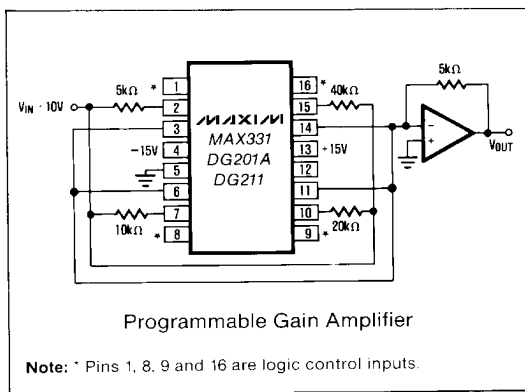 5kΩ
VIN - 10V
* 1
2
3
-15V 4
5
6
7
10kΩ
* 8
MAXIM
MAX331
DG201A
DG211
16 *
15 40kΩ
14
13 +15V
12
11
10
20kΩ
9 *
5kΩ
−
+
VOUT
Programmable Gain Amplifier
Note: * Pins 1, 8, 9 and 16 are logic control inputs.